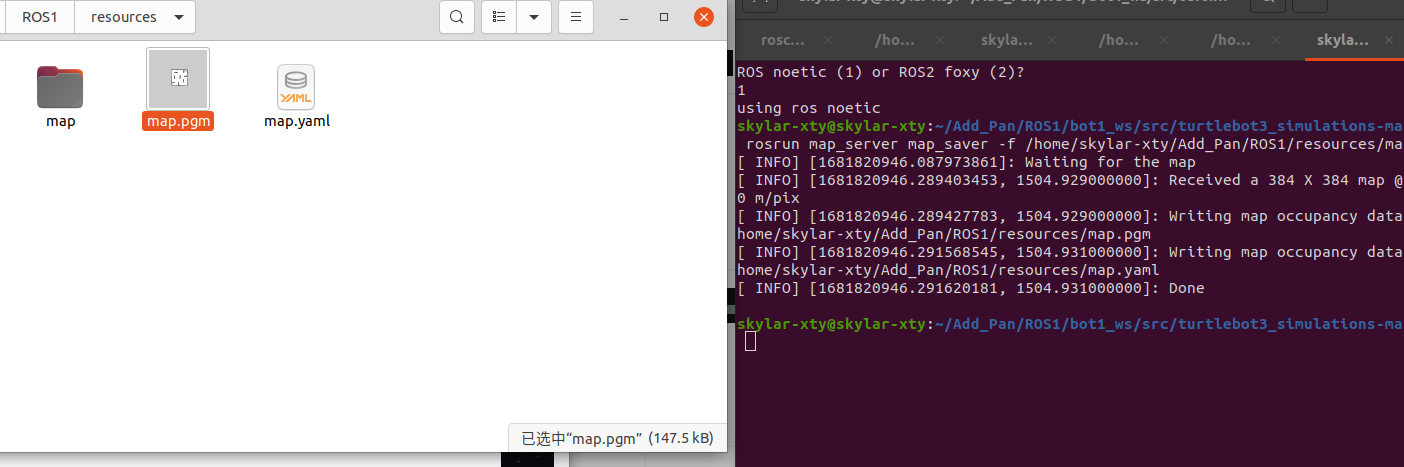 ROS1
resources
map
map.pgm
YAML
map.yaml
已选中“map.pgm” (147.5 kB)
rosc...
/ho...
skyla...
/ho...
/ho...
skyla...
ROS noetic (1) or ROS2 foxy (2)?
1
using ros noetic
skylar-xty@skylar-xty:~/Add_Pan/ROS1/bot1_ws/src/turtlebot3_simulations-ma
rosrun map_server map_saver -f /home/skylar-xty/Add_Pan/ROS1/resources/ma
[ INFO] [1681820946.087973861]: Waiting for the map
[ INFO] [1681820946.289403453, 1504.929000000]: Received a 384 X 384 map @
0 m/pix
[ INFO] [1681820946.289427783, 1504.929000000]: Writing map occupancy data
home/skylar-xty/Add_Pan/ROS1/resources/map.pgm
[ INFO] [1681820946.291568545, 1504.931000000]: Writing map occupancy data
home/skylar-xty/Add_Pan/ROS1/resources/map.yaml
[ INFO] [1681820946.291620181, 1504.931000000]: Done
skylar-xty@skylar-xty:~/Add_Pan/ROS1/bot1_ws/src/turtlebot3_simulations-ma